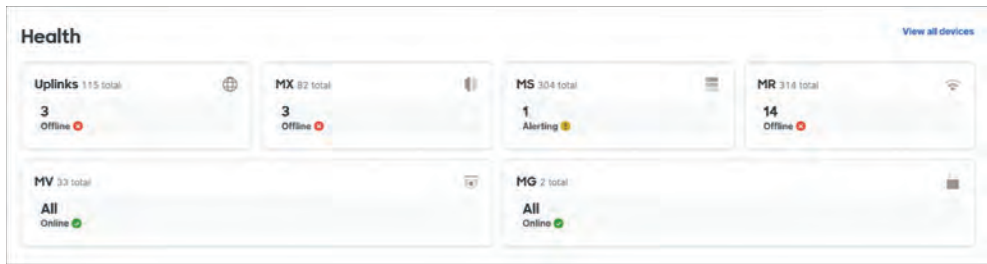 Health
View all devices
Uplinks 115 total
3
Offline
MX 82 total
3
Offline
MS 304 total
1
Alerting
MR 314 total
14
Offline
MV 33 total
All
Online
MG 2 total
All
Online